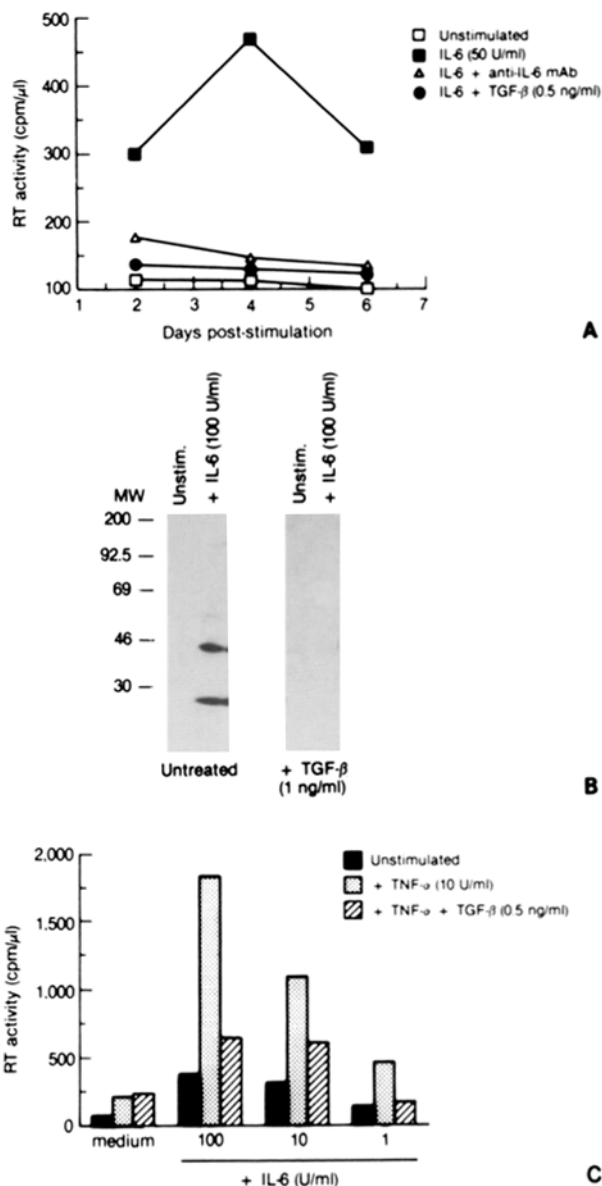 500
450
400
300
200
100
RT activity (cpm/μl)
1 2 3 4 5 6 7
Days post-stimulation
Unstimulated
IL-6 (50 U/ml)
IL-6 + anti-IL-6 mAb
IL-6 + TGF-β (0.5 ng/ml)
A
MW
Unstim.
+ IL-6 (100 U/ml)
Unstim.
+ IL-6 (100 U/ml)
200
92.5
69
46
30
Untreated
+ TGF-β
(1 ng/ml)
B
2.000
1.500
1.000
500
0
RT activity (cpm/μl)
Unstimulated
+ TNF-α (10 U/ml)
+ TNF-α + TGF-β (0.5 ng/ml)
medium 100 10 1
+ IL-6 (U/ml)
C